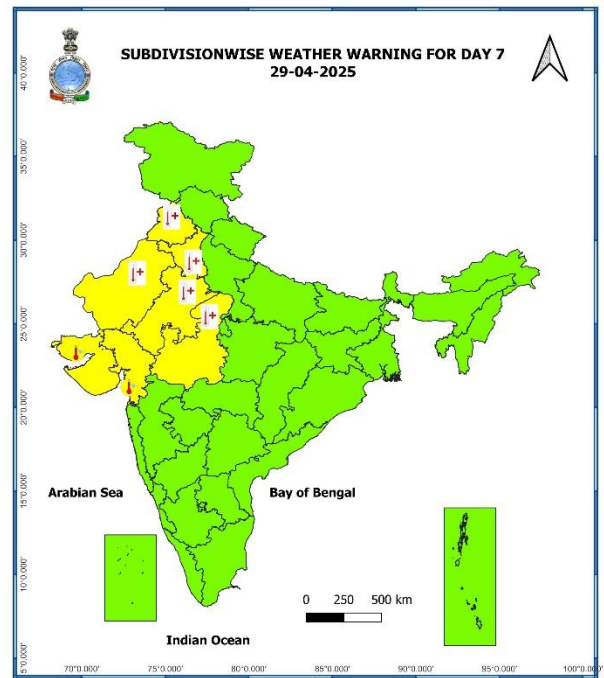 SUBDIVISIONWISE WEATHER WARNING FOR DAY 7
29-04-2025
40°0.000'
35°0.000'
30°0.000'
25°0.000'
20°0.000'
15°0.000'
10°0.000'
5°0.000'
Arabian Sea
Bay of Bengal
0 250 500 km
Indian Ocean
70°0.000' 75°0.000' 80°0.000' 85°0.000' 90°0.000' 95°0.000' 100°0.000'